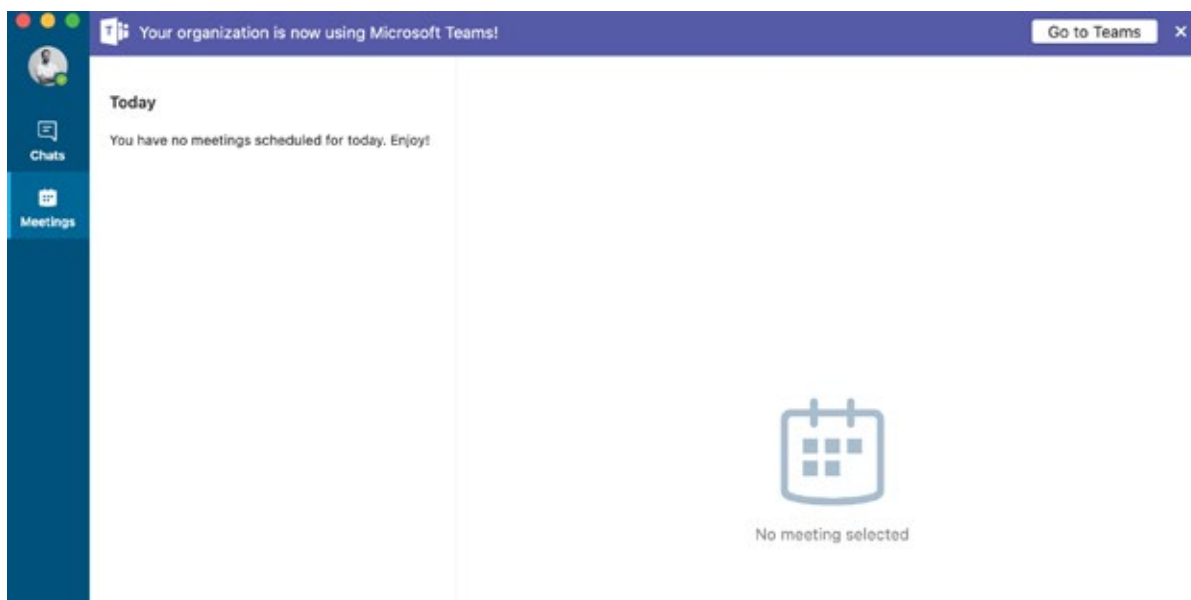 Your organization is now using Microsoft Teams!
Go to Teams
Chats
Meetings
Today
You have no meetings scheduled for today. Enjoy!
No meeting selected